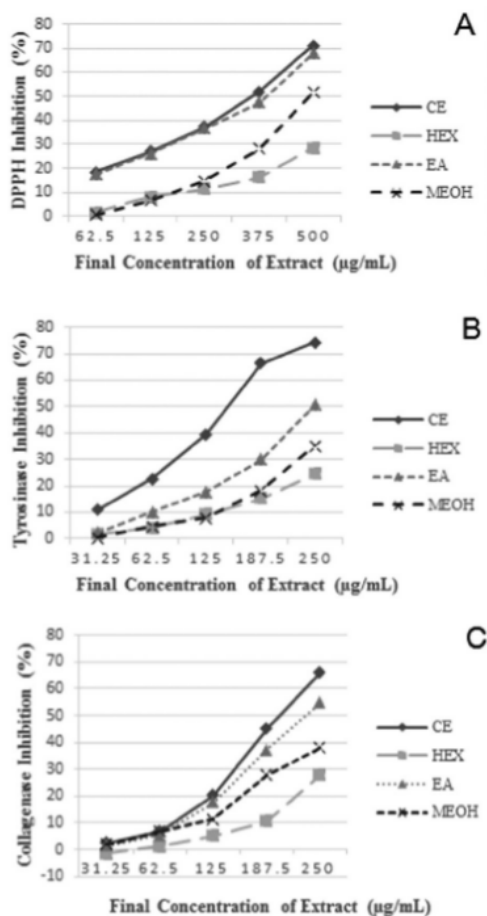 A
DPPH Inhibition (%)
80
70
60
50
40
30
20
10
0
62.5 125 250 375 500
Final Concentration of Extract (µg/mL)
CE
HEX
EA
MEOH
B
Tyrosinase Inhibition (%)
80
70
60
50
40
30
20
10
0
31.25 62.5 125 187.5 250
Final Concentration of Extract (µg/mL)
CE
HEX
EA
MEOH
C
Collagenase Inhibition (%)
80
70
60
50
40
30
20
10
0
-10
31.25 62.5 125 187.5 250
Final Concentration of Extract (µg/mL)
CE
HEX
EA
MEOH